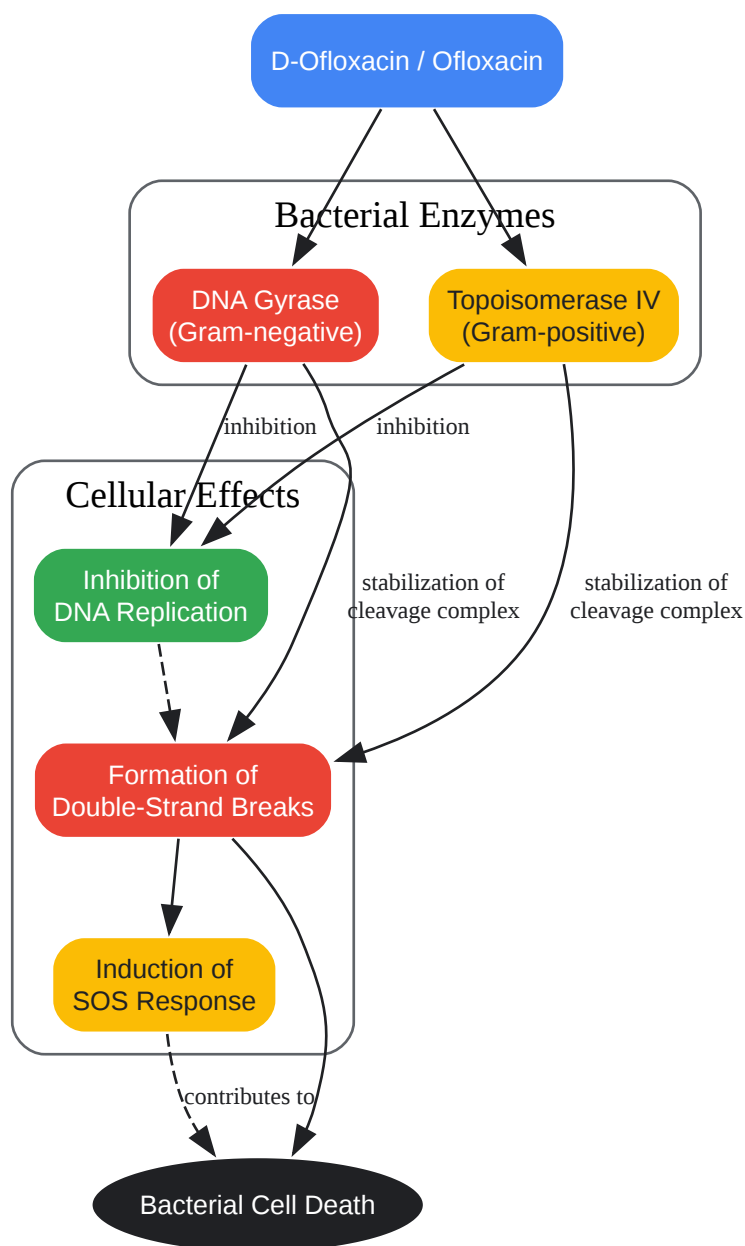 D-Ofloxacin / Ofloxacin
Bacterial Enzymes
DNA Gyrase
(Gram-negative)
Topoisomerase IV
(Gram-positive)
inhibition
inhibition
Cellular Effects
Inhibition of
DNA Replication
stabilization of
cleavage complex
stabilization of
cleavage complex
Formation of
Double-Strand Breaks
Induction of
SOS Response
contributes to
Bacterial Cell Death